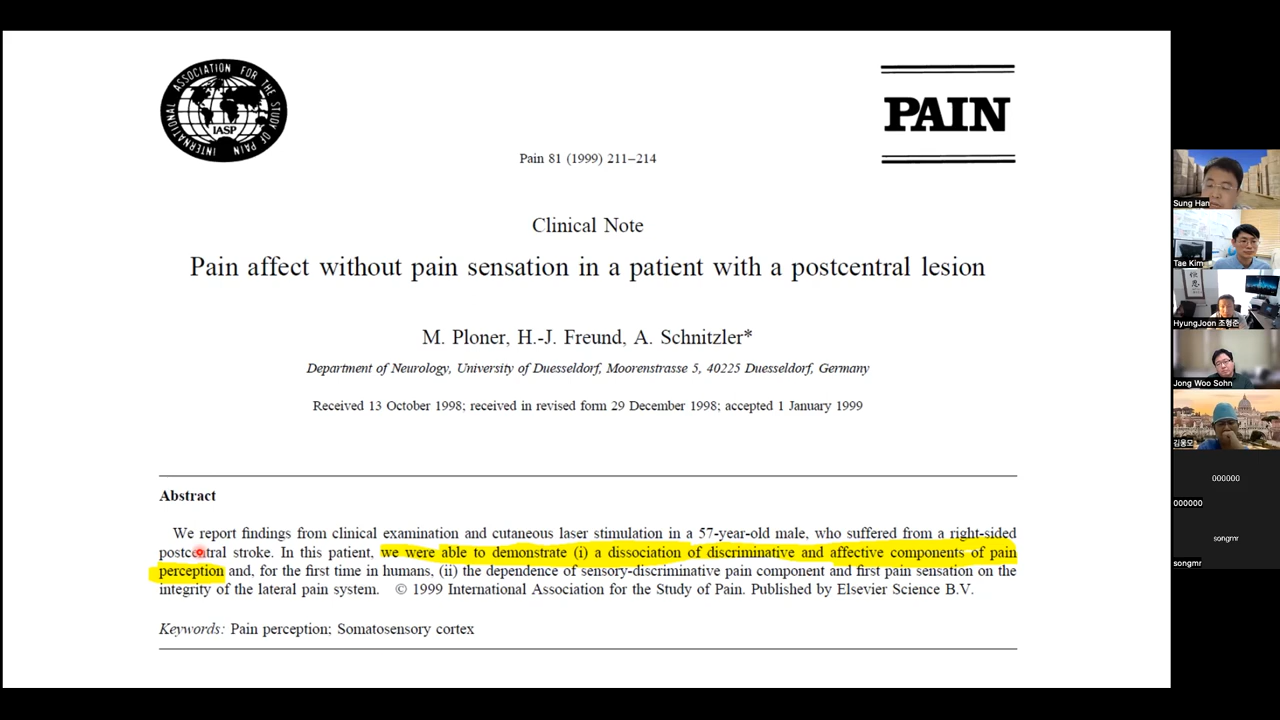 INTERNATIONAL ASSOCIATION FOR THE STUDY OF PAIN
IASP
PAIN
Pain 81 (1999) 211–214
Clinical Note
Pain affect without pain sensation in a patient with a postcentral lesion
M. Ploner, H.-J. Freund, A. Schnitzler*
Department of Neurology, University of Duesseldorf, Moorenstrasse 5, 40225 Duesseldorf, Germany
Received 13 October 1998; received in revised form 29 December 1998; accepted 1 January 1999
Abstract
We report findings from clinical examination and cutaneous laser stimulation in a 57-year-old male, who suffered from a right-sided
postcentral stroke. In this patient, we were able to demonstrate (i) a dissociation of discriminative and affective components of pain
perception and, for the first time in humans, (ii) the dependence of sensory-discriminative pain component and first pain sensation on the
integrity of the lateral pain system. © 1999 International Association for the Study of Pain. Published by Elsevier Science B.V.
Keywords: Pain perception; Somatosensory cortex
Sung Han
Tae Kim
HyungJoon 조형준
Jong Woo Sohn
김웅모
000000
000000
songmr
songmr